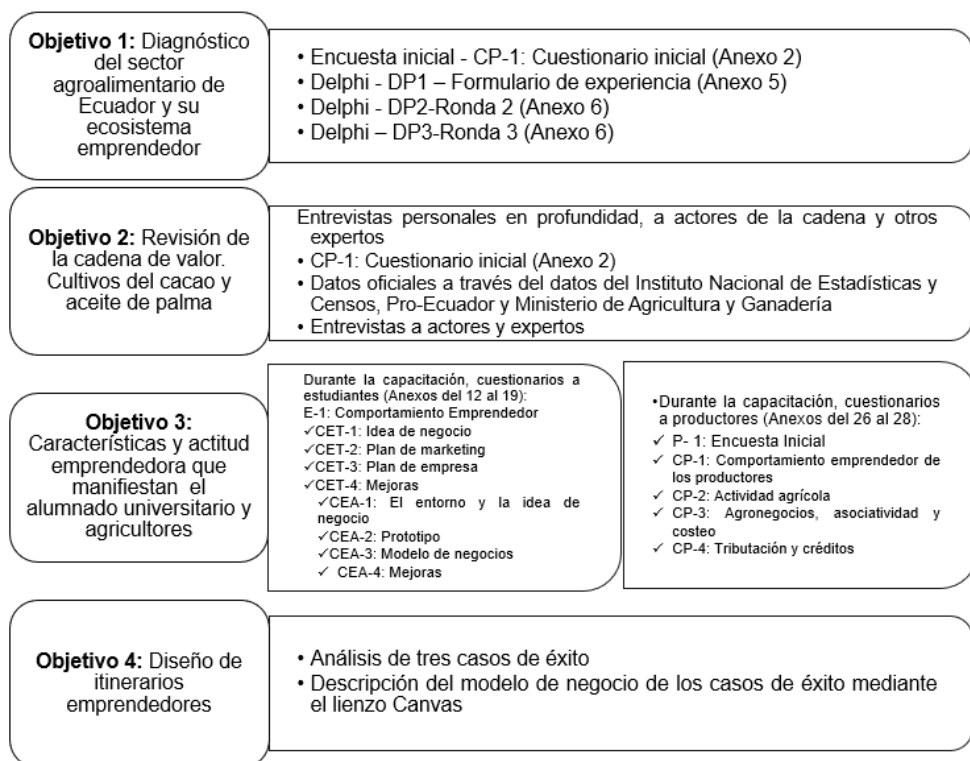 Objetivo 1: Diagnóstico
del sector
agroalimentario de
Ecuador y su
ecosistema
emprendedor
• Encuesta inicial - CP-1: Cuestionario inicial (Anexo 2)
• Delphi - DP1 – Formulario de experiencia (Anexo 5)
• Delphi - DP2-Ronda 2 (Anexo 6)
• Delphi – DP3-Ronda 3 (Anexo 6)
Objetivo 2: Revisión de
la cadena de valor.
Cultivos del cacao y
aceite de palma
Entrevistas personales en profundidad, a actores de la cadena y otros
expertos
• CP-1: Cuestionario inicial (Anexo 2)
• Datos oficiales a través del datos del Instituto Nacional de Estadísticas y
Censos, Pro-Ecuador y Ministerio de Agricultura y Ganadería
• Entrevistas a actores y expertos
Objetivo 3:
Características y actitud
emprendedora que
manifiestan el
alumnado universitario y
agricultores
Durante la capacitación, cuestionarios a
estudiantes (Anexos del 12 al 19):
E-1: Comportamiento Emprendedor
✓CET-1: Idea de negocio
✓CET-2: Plan de marketing
✓CET-3: Plan de empresa
✓CET-4: Mejoras
✓CEA-1: El entorno y la idea de
negocio
✓CEA-2: Prototipo
✓CEA-3: Modelo de negocios
✓ CEA-4: Mejoras
•Durante la capacitación, cuestionarios
a productores (Anexos del 26 al 28):
✓ P- 1: Encuesta Inicial
✓ CP-1: Comportamiento emprendedor de
los productores
✓ CP-2: Actividad agrícola
✓ CP-3: Agronegocios, asociatividad y
costeo
✓ CP-4: Tributación y créditos
Objetivo 4: Diseño de
itinerarios
emprendedores
• Análisis de tres casos de éxito
• Descripción del modelo de negocio de los casos de éxito mediante
el lienzo Canvas